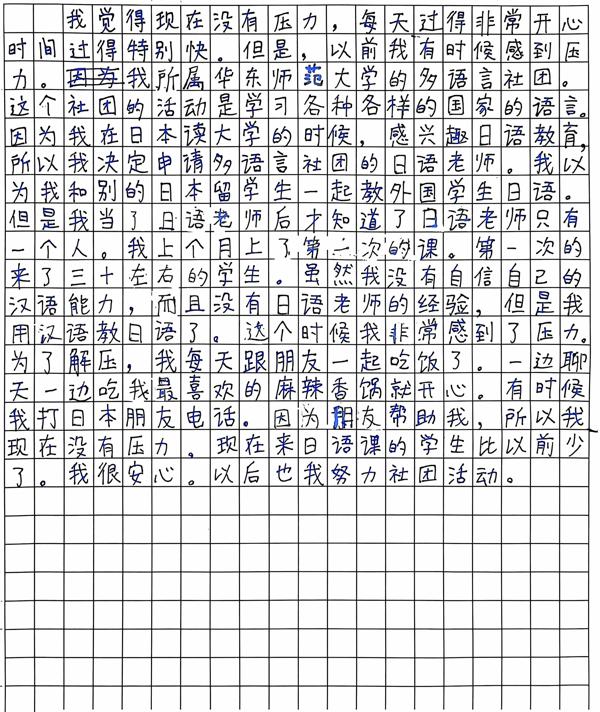 我觉得现在没有压力，每天过得非常开心
时间过得特别快。但是，以前我有时候感到压
力。因为我所属华东师范大学的多语言社团。
这个社团的活动是学习各种各样的国家的语言。
因为我在日本读大学的时候，感兴趣日语教育，
所以我决定申请多语言社团的日语老师。我以
为我和别的日本留学生一起教外国学生日语。
但是我当了日语老师后才知道了日语老师只有
一个人。我上个月上了第一次的课。第一次的
来了三十左右的学生。虽然我没有自信自己的
汉语能力，而且没有日语老师的经验，但是我
用汉语教日语了。这个时候我非常感到了压力。
为了解压，我每天跟朋友一起吃饭了。一边聊
天一边吃我最喜欢的麻辣香锅就开心。有时候
我打日本朋友电话。因为朋友帮助我，所以我
现在没有压力，现在来日语课的学生比以前少
了。我很安心。以后也我努力社团活动。